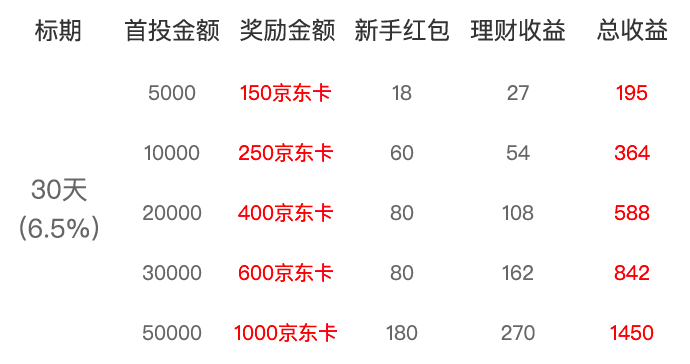 标期 首投金额 奖励金额 新手红包 理财收益 总收益
5000 150京东卡 18 27 195
10000 250京东卡 60 54 364
30天
20000 400京东卡 80 108 588
(6.5%)
30000 600京东卡 80 162 842
50000 1000京东卡 180 270 1450